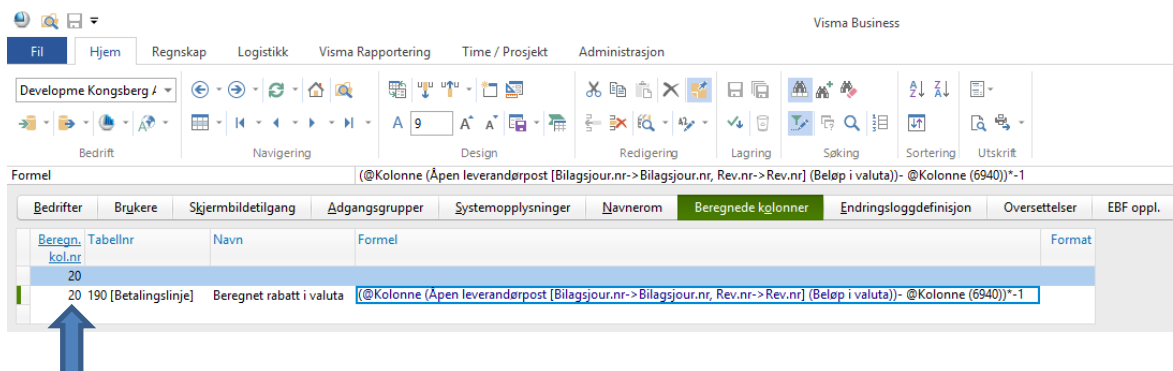 Visma Business
Fil Hjem Regnskap Logistikk Visma Rapportering Time / Prosjekt Administrasjon
Developme Kongsberg A
A 9 A A
Bedrift Navigering Design Redigering Lagring Søking Sortering Utskrift
Formel (@Kolonne (Åpen leverandørpost [Bilagsjour.nr->Bilagsjour.nr, Rev.nr->Rev.nr] (Beløp i valuta))- @Kolonne (6940))*-1
Bedrifter Brukere Skjermbildetilgang Adgangsgrupper Systemopplysninger Navnerom Beregnede kolonner Endringsloggdefinisjon Oversettelser EBF oppl.
Beregn. Tabellnr Navn Formel Format
kol.nr
20
20 190 [Betalingslinje] Beregnet rabatt i valuta (@Kolonne (Åpen leverandørpost [Bilagsjour.nr->Bilagsjour.nr, Rev.nr->Rev.nr] (Beløp i valuta))- @Kolonne (6940))*-1